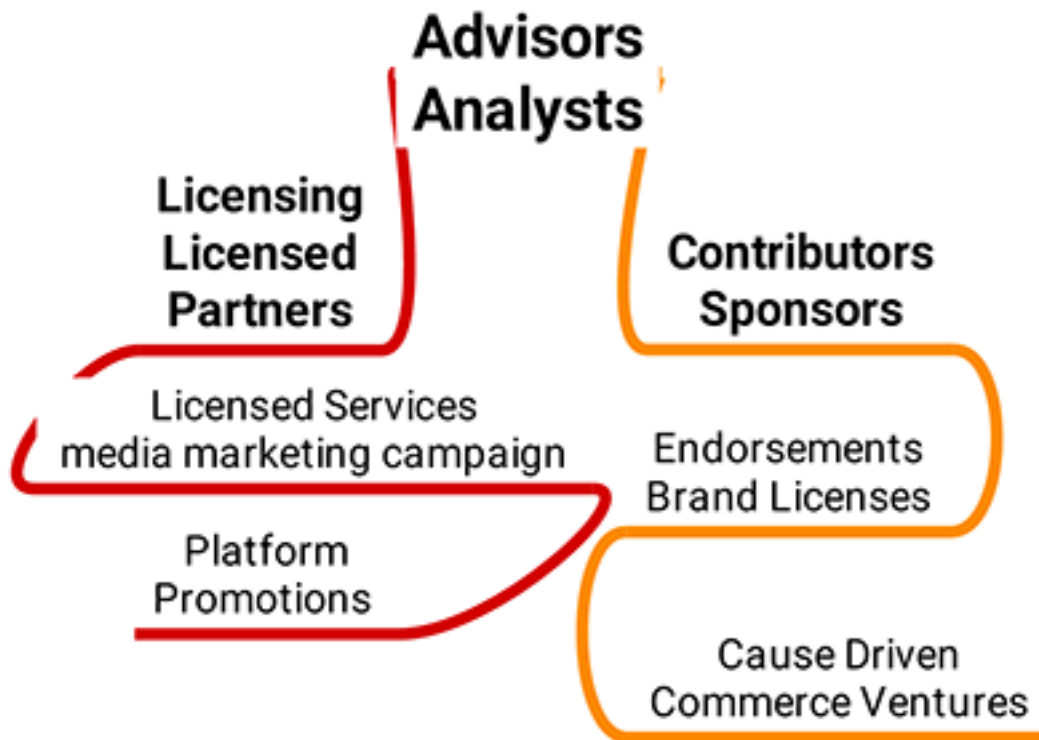 Advisors
Analysts
Licensing
Licensed
Partners
Contributors
Sponsors
Licensed Services
media marketing campaign
Endorsements
Brand Licenses
Platform
Promotions
Cause Driven
Commerce Ventures